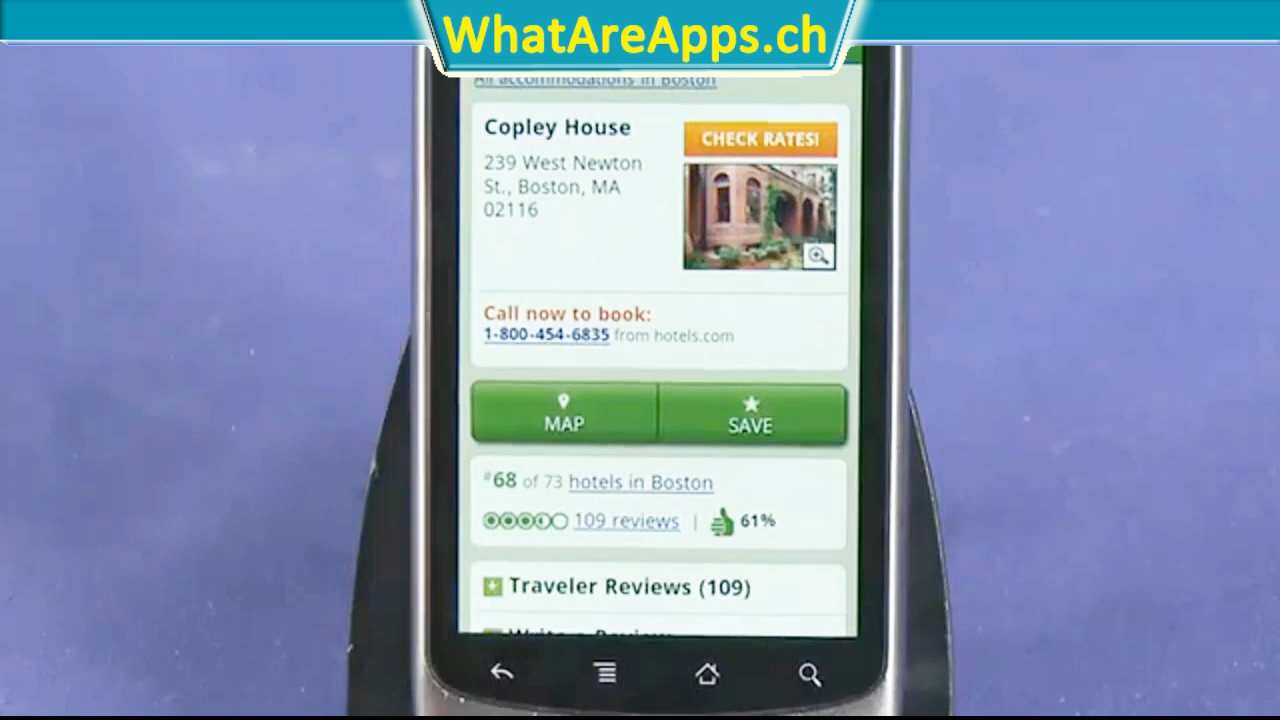 WhatAreApps.ch
All accommodations in Boston
Copley House
CHECK RATES!
239 West Newton
St., Boston, MA
02116
Call now to book:
1-800-454-6835 from hotels.com
MAP
SAVE
#68 of 73 hotels in Boston
109 reviews | 61%
Traveler Reviews (109)
Write a Review